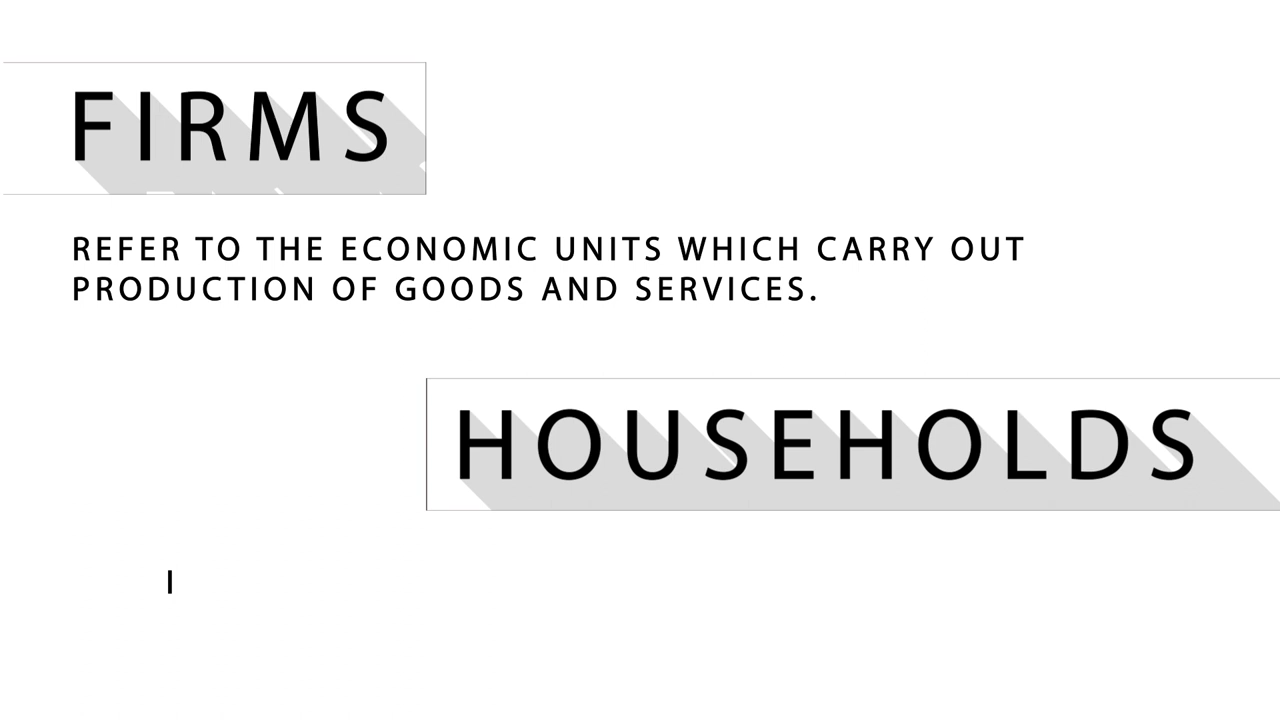 FIRMS
REFER TO THE ECONOMIC UNITS WHICH CARRY OUT
PRODUCTION OF GOODS AND SERVICES.
HOUSEHOLDS
I